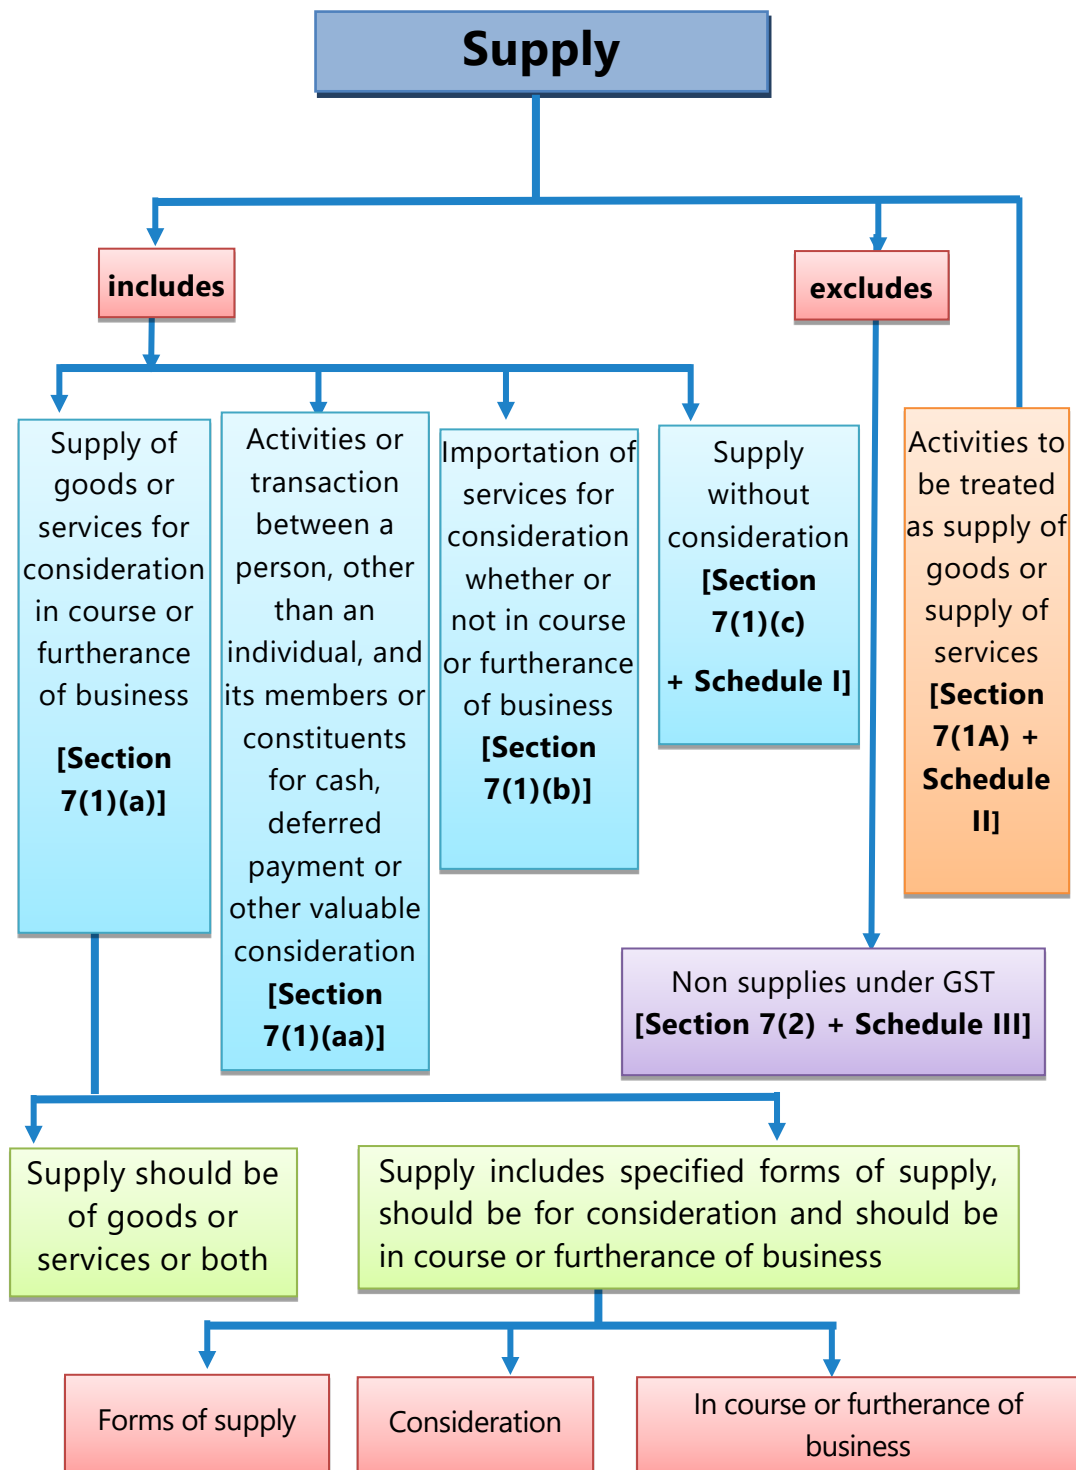 Supply
includes
excludes
Supply of
goods or
services for
consideration
in course or
furtherance
of business
[Section
7(1)(a)]
Activities or
transaction
between a
person, other
than an
individual, and
its members or
constituents
for cash,
deferred
payment or
other valuable
consideration
[Section
7(1)(aa)]
Importation of
services for
consideration
whether or
not in course
or furtherance
of business
[Section
7(1)(b)]
Supply
without
consideration
[Section
7(1)(c)
+ Schedule I]
Activities to
be treated
as supply of
goods or
supply of
services
[Section
7(1A) +
Schedule
II]
Non supplies under GST
[Section 7(2) + Schedule III]
Supply should be
of goods or
services or both
Supply includes specified forms of supply,
should be for consideration and should be
in course or furtherance of business
Forms of supply
Consideration
In course or furtherance of
business